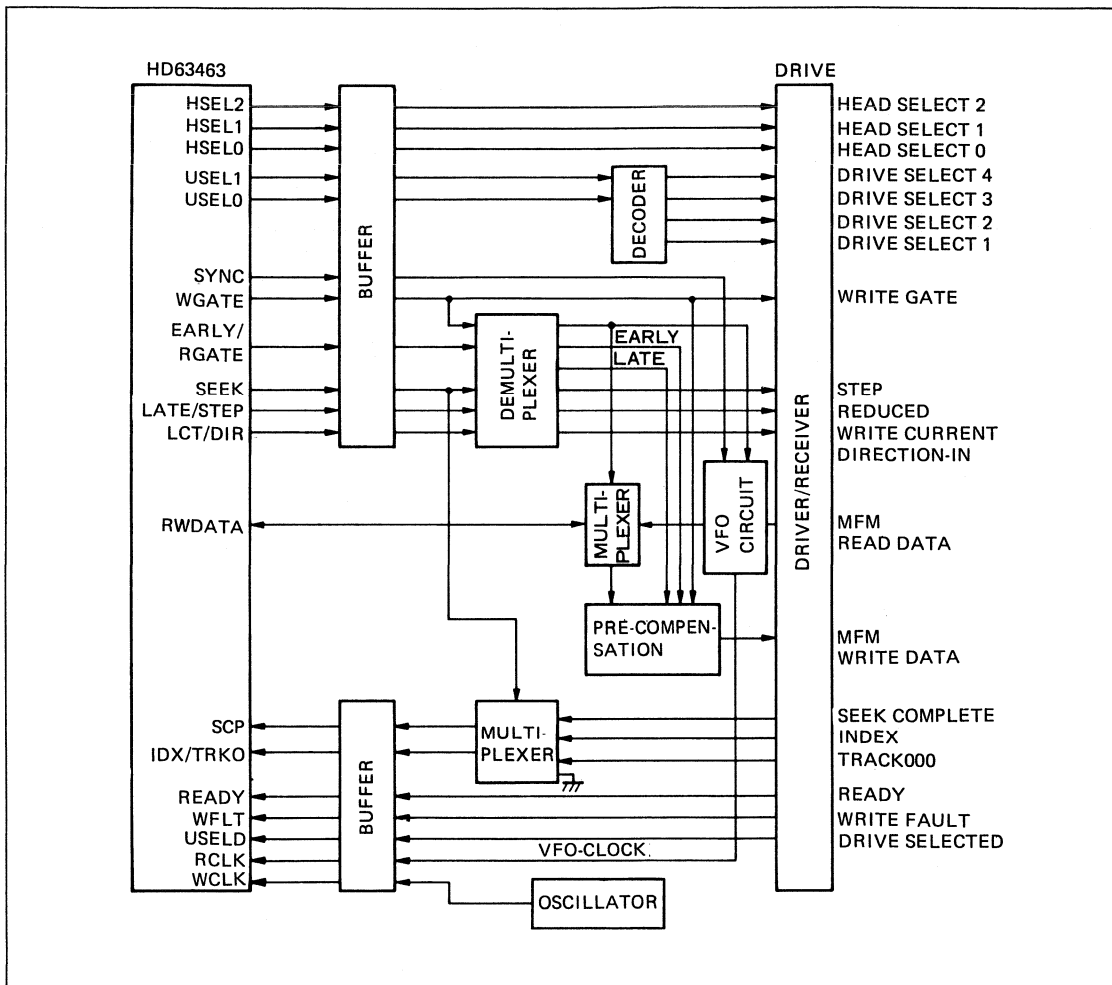 HD63463
DRIVE
HSEL2
HSEL1
HSEL0
USEL1
USEL0
SYNC
WGATE
EARLY/
RGATE
SEEK
LATE/STEP
LCT/DIR
RWDATA
SCP
IDX/TRKO
READY
WFLT
USELD
RCLK
WCLK
BUFFER
BUFFER
DECODER
DEMULTI-
PLEXER
EARLY
LATE
MULTI-
PLEXER
VFO
CIRCUIT
PRE-COMPEN-
SATION
MULTI-
PLEXER
VFO-CLOCK
OSCILLATOR
DRIVER/RECEIVER
HEAD SELECT 2
HEAD SELECT 1
HEAD SELECT 0
DRIVE SELECT 4
DRIVE SELECT 3
DRIVE SELECT 2
DRIVE SELECT 1
WRITE GATE
STEP
REDUCED
WRITE CURRENT
DIRECTION-IN
MFM
READ DATA
MFM
WRITE DATA
SEEK COMPLETE
INDEX
TRACK000
READY
WRITE FAULT
DRIVE SELECTED